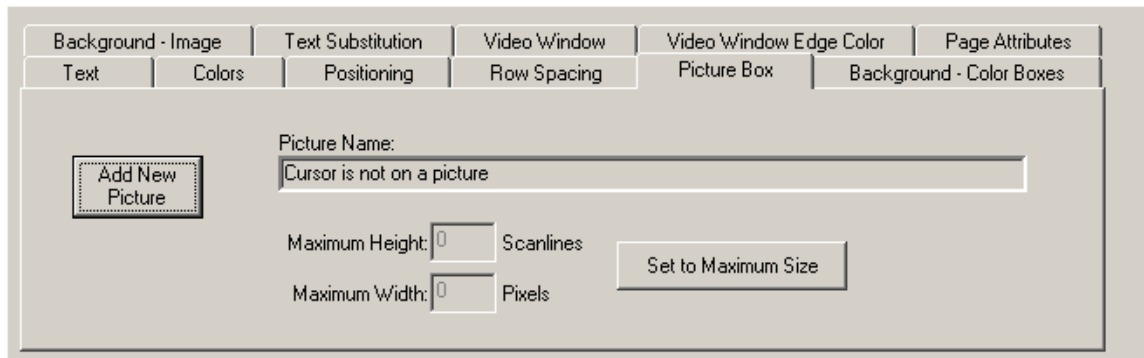 Background - Image Text Substitution Video Window Video Window Edge Color Page Attributes
Text Colors Positioning Row Spacing Picture Box Background - Color Boxes
Picture Name:
Add New
Picture
Cursor is not on a picture
Maximum Height: 0 Scanlines
Set to Maximum Size
Maximum Width: 0 Pixels